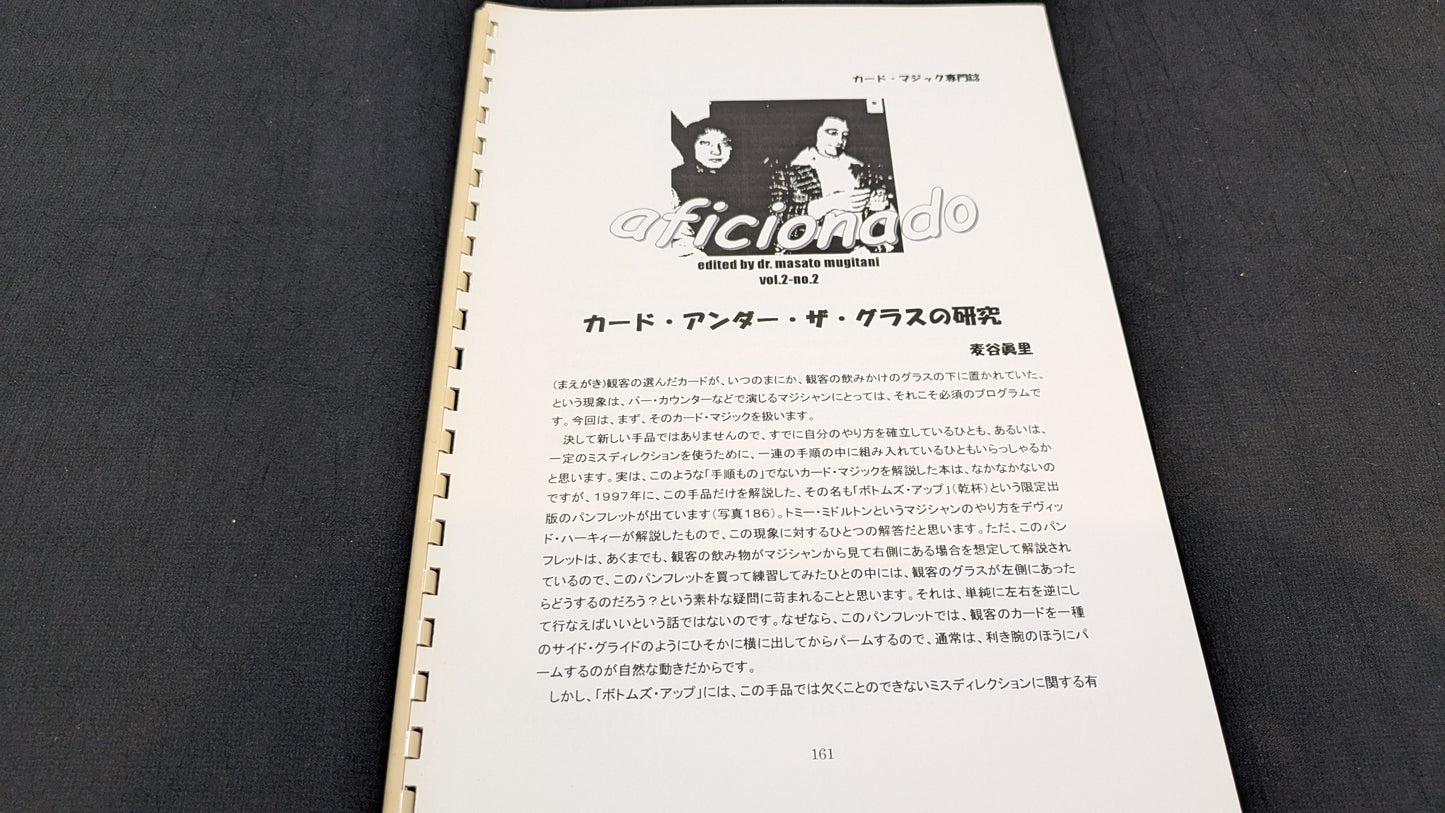 カード・マジック専門誌
aficionado
edited by dr. masato mugitani
vol.2-no.2
カード・アンダー・ザ・グラスの研究
麦谷眞里
(まえがき)観客の選んだカードが、いつのまにか、観客の飲みかけのグラスの下に置かれていた、
という現象は、バー・カウンターなどで演じるマジシャンにとっては、それこそ必須のプログラムで
す。今回は、まず、そのカード・マジックを扱います。
決して新しい手品ではありませんので、すでに自分のやり方を確立しているひとも、あるいは、
一定のミスディレクションを使うために、一連の手順の中に組み入れているひともいらっしゃるか
と思います。実は、このような「手順もの」でないカード・マジックを解説した本は、なかなかないの
ですが、1997年に、この手品だけを解説した、その名も「ボトムズ・アップ」(乾杯)という限定出
版のパンフレットが出ています(写真186)。トミー・ミドルトンというマジシャンのやり方をデヴィッ
ド・ハーキィーが解説したもので、この現象に対するひとつの解答だと思います。ただ、このパン
フレットは、あくまでも、観客の飲み物がマジシャンから見て右側にある場合を想定して解説され
ているので、このパンフレットを買って練習してみたひとの中には、観客のグラスが左側にあった
らどうするのだろう?という素朴な疑問に苛まれることと思います。それは、単純に左右を逆にし
て行なえばいいという話ではないのです。なぜなら、このパンフレットでは、観客のカードを一種
のサイド・グライドのようにひそかに横に出してからパームするので、通常は、利き腕のほうにパ
ームするのが自然な動きだからです。
しかし、「ボトムズ・アップ」には、この手品では欠くことのできないミスディレクションに関する有
161